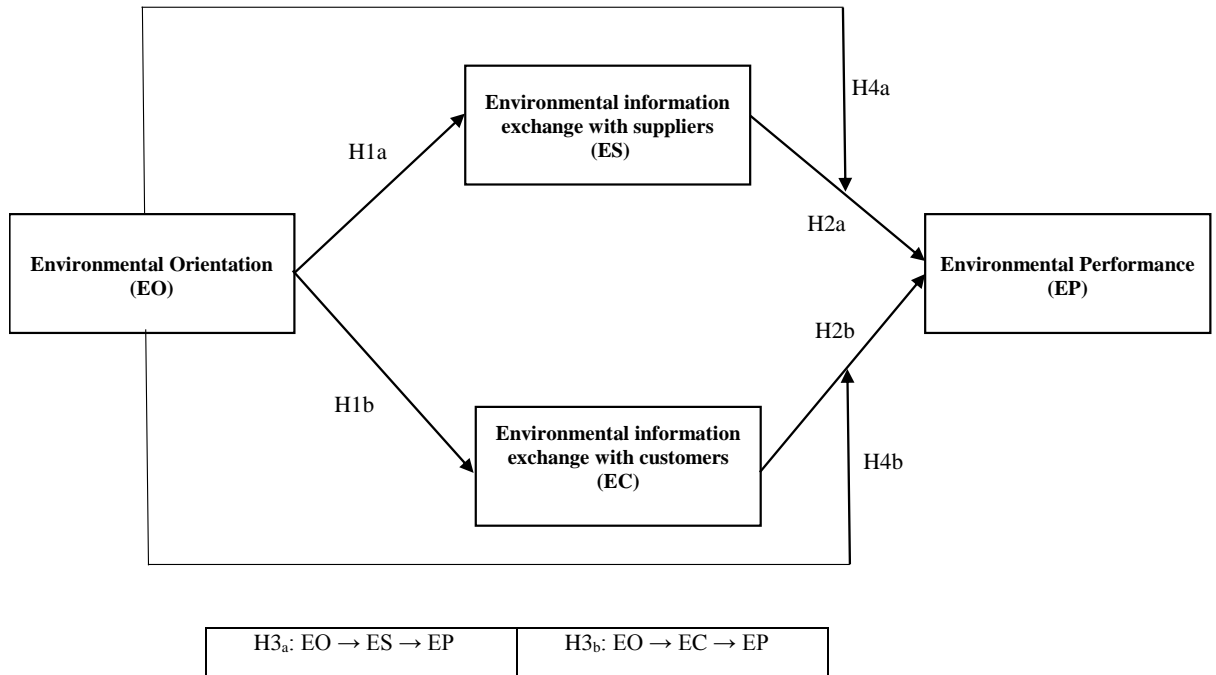 H4a
Environmental information
exchange with suppliers
(ES)
H1a
H2a
Environmental Orientation
(EO)
Environmental Performance
(EP)
H2b
H1b
Environmental information
exchange with customers
(EC)
H4b
H3a: EO → ES → EP
H3b: EO → EC → EP